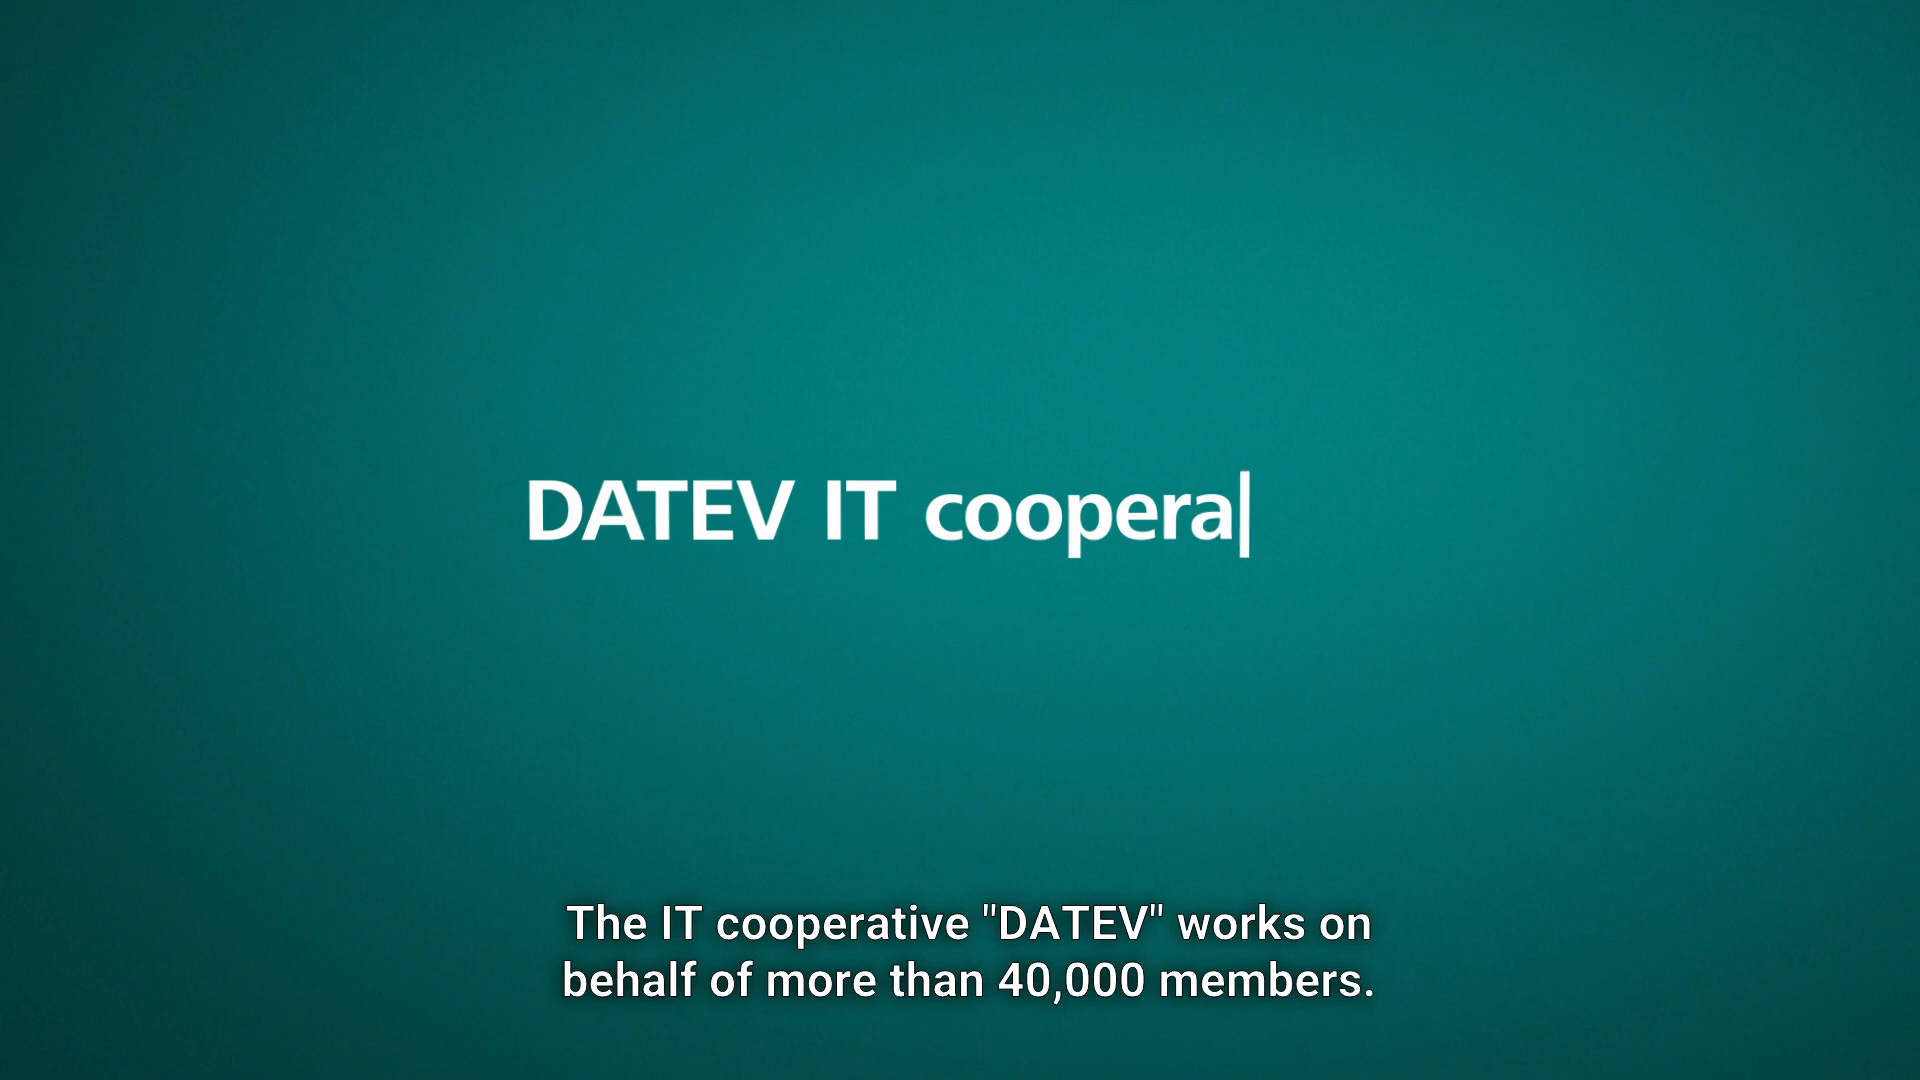 DATEV IT coopera
The IT cooperative "DATEV" works on
behalf of more than 40,000 members.